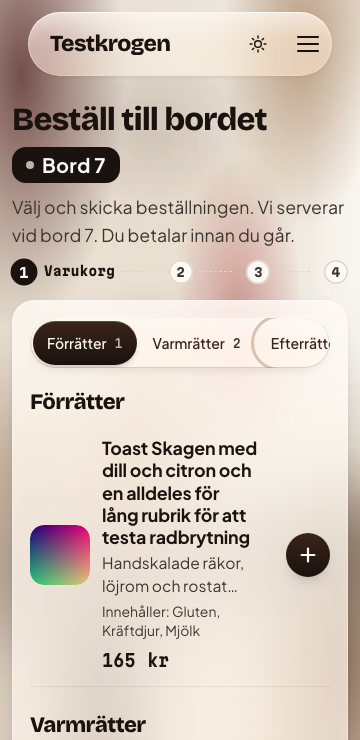 Testkrogen
Beställ till bordet
Bord 7
Välj och skicka beställningen. Vi serverar
vid bord 7. Du betalar innan du går.
1 Varukorg 2 3 4
Förrätter 1 Varmrätter 2 Efterrätt
Förrätter
Toast Skagen med
dill och citron och
en alldeles för
lång rubrik för att
testa radbrytning
Handskalade räkor,
löjrom och rostat…
Innehåller: Gluten,
Kräftdjur, Mjölk
165 kr
Varmrätter